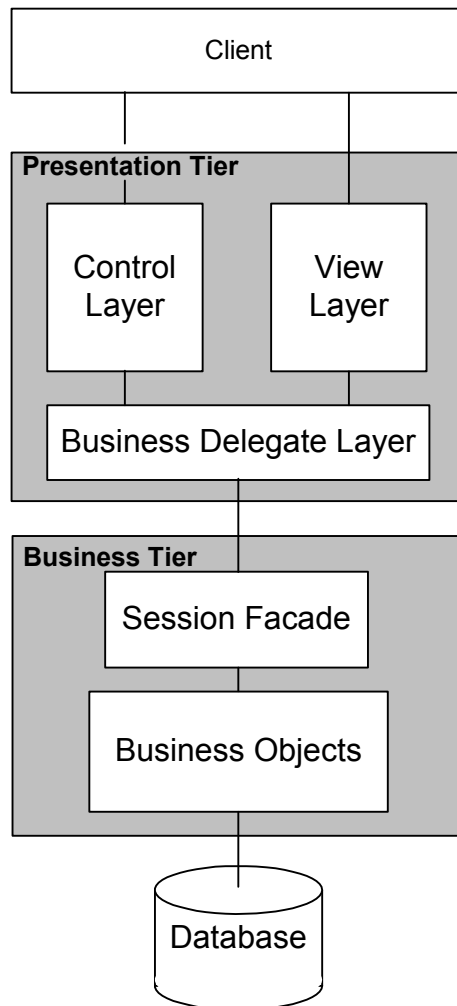 Client
Presentation Tier
Control
Layer
View
Layer
Business Delegate Layer
Business Tier
Session Facade
Business Objects
Database